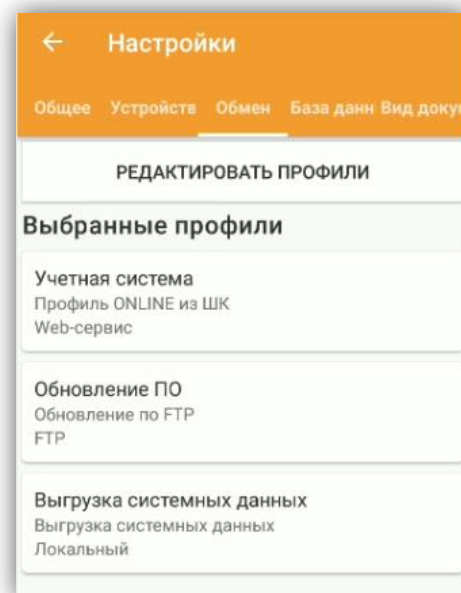 Настройки
Общее Устройств Обмен База данн Вид докум
РЕДАКТИРОВАТЬ ПРОФИЛИ
Выбранные профили
Учетная система
Профиль ONLINE из ШК
Web-сервис
Обновление ПО
Обновление по FTP
FTP
Выгрузка системных данных
Выгрузка системных данных
Локальный